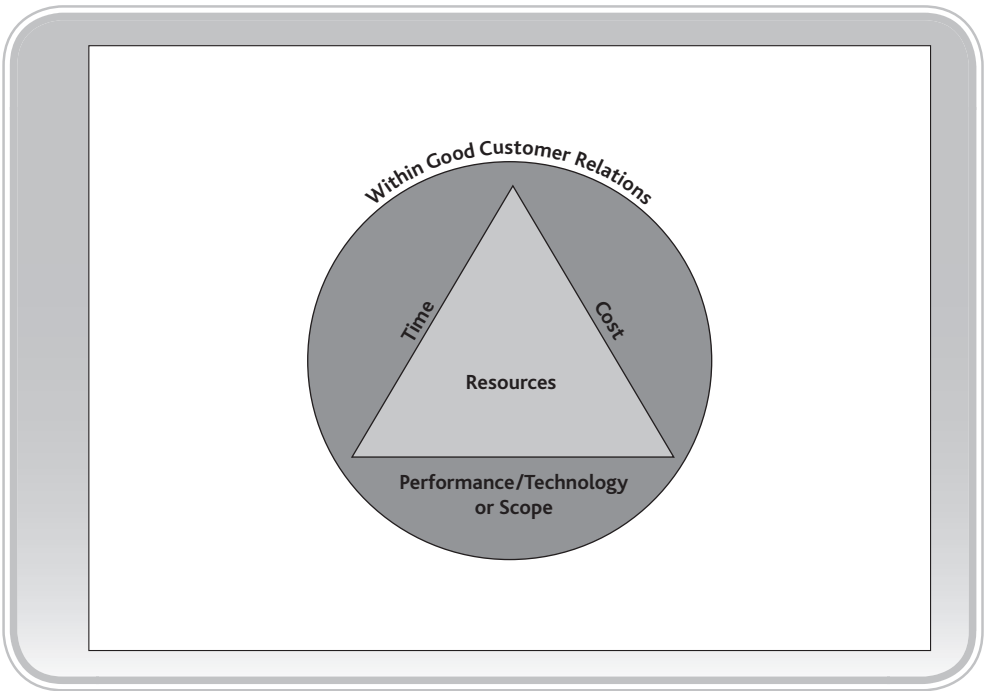 Within Good Customer Relations
Time
Cost
Resources
Performance/Technology
or Scope